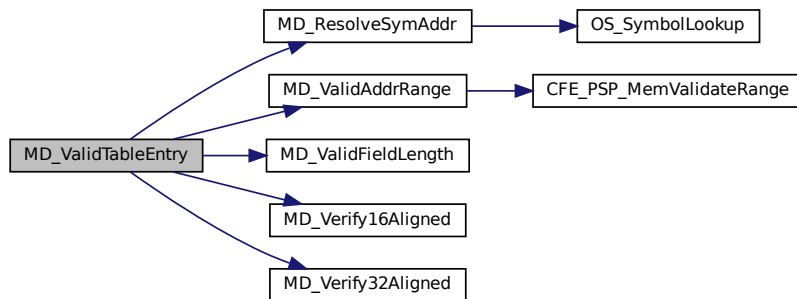 MD_ResolveSymAddr
OS_SymbolLookup
MD_ValidAddrRange
CFE_PSP_MemValidateRange
MD_ValidTableEntry
MD_ValidFieldLength
MD_Verify16Aligned
MD_Verify32Aligned